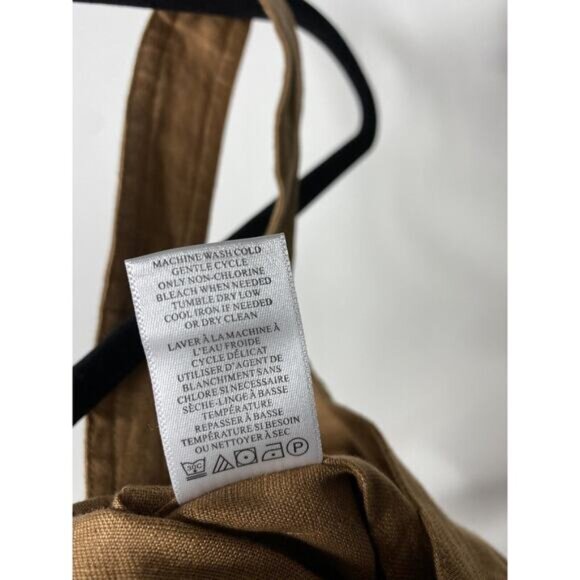 MACHINE WASH COLD
GENTLE CYCLE
ONLY NON-CHLORINE
BLEACH WHEN NEEDED
TUMBLE DRY LOW
COOL IRON IF NEEDED
OR DRY CLEAN
LAVER À LA MACHINE À
L'EAU FROIDE
CYCLE DÉLICAT
UTILISER D'AGENT DE
BLANCHIMENT SANS
CHLORE SI NECESSAIRE
SÈCHE-LINGE À BASSE
TEMPÉRATURE
REPASSER À BASSE
TEMPÉRATURE SI BESOIN
OU NETTOYER À SEC
30C P